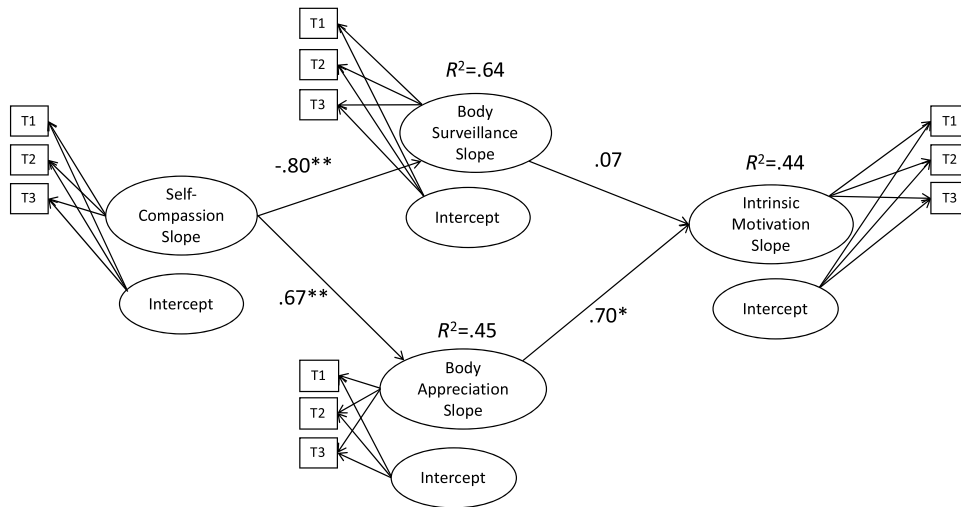 T1
T2
T3
Self-
Compassion
Slope
Intercept
-.80**
.67**
T1
T2
T3
R²=.64
Body
Surveillance
Slope
Intercept
.07
R²=.45
T1
T2
T3
Body
Appreciation
Slope
Intercept
.70*
R²=.44
Intrinsic
Motivation
Slope
Intercept
T1
T2
T3